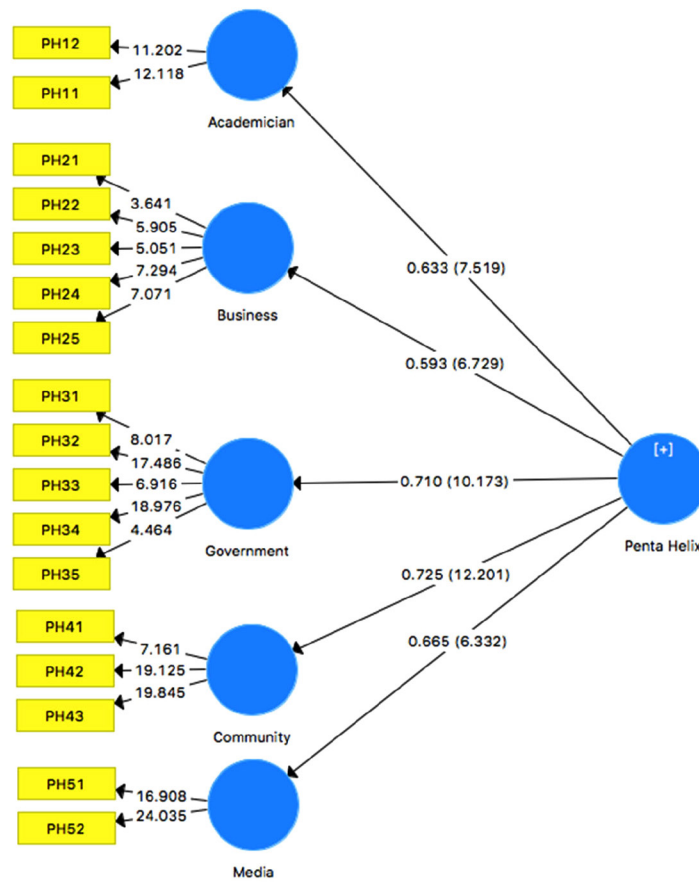 PH12
11.202
12.118
PH11
Academician
PH21
3.641
PH22
5.905
PH23
5.051
7.294
PH24
7.071
PH25
Business
0.633 (7.519)
0.593 (6.729)
PH31
8.017
PH32
17.486
PH33
6.916
18.976
PH34
4.464
PH35
Government
0.710 (10.173)
[+]
Penta Helix
0.725 (12.201)
0.665 (6.332)
PH41
7.161
PH42
19.125
19.845
PH43
Community
PH51
16.908
24.035
PH52
Media